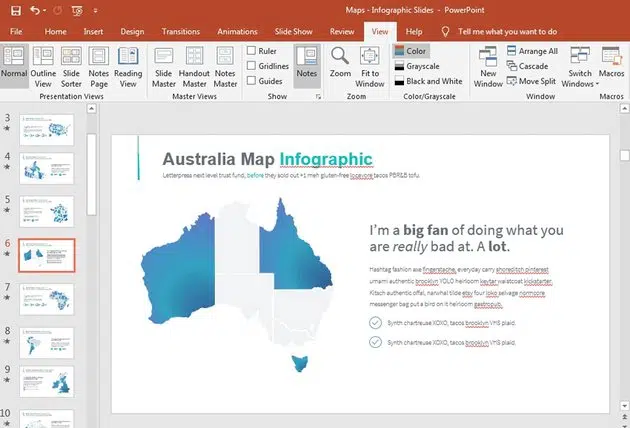 Maps - Infographic Slides - PowerPoint
File Home Insert Design Transitions Animations Slide Show Review View Help Tell me what you want to do
Normal Outline View Slide Sorter Notes Page Reading View
Presentation Views
Slide Master Handout Master Notes Master
Master Views
Ruler
Gridlines
Guides
Show
Notes
Zoom Fit to Window
Zoom
Color
Grayscale
Black and White
Color/Grayscale
New Window
Arrange All
Cascade
Move Split
Window
Switch Windows
Macros
Macros
3
4
5
6
7
8
9
10
Australia Map Infographic
Letterpress next level trust fund, before they sold out +1 meh gluten-free locavore tacos PBR&B tofu.
I'm a big fan of doing what you
are really bad at. A lot.
Hashtag fashion axe fingerstache, everyday carry shoreditch pinterest
umami authentic brooklyn YOLO heirloom keytar waistcoat kickstarter.
Kitsch authentic offal, narwhal tilde etsy four loko selvage normcore
messenger bag put a bird on it heirloom gastropub.
Synth chartreuse XOXO, tacos brooklyn VHS plaid.
Synth chartreuse XOXO, tacos brooklyn VHS plaid.